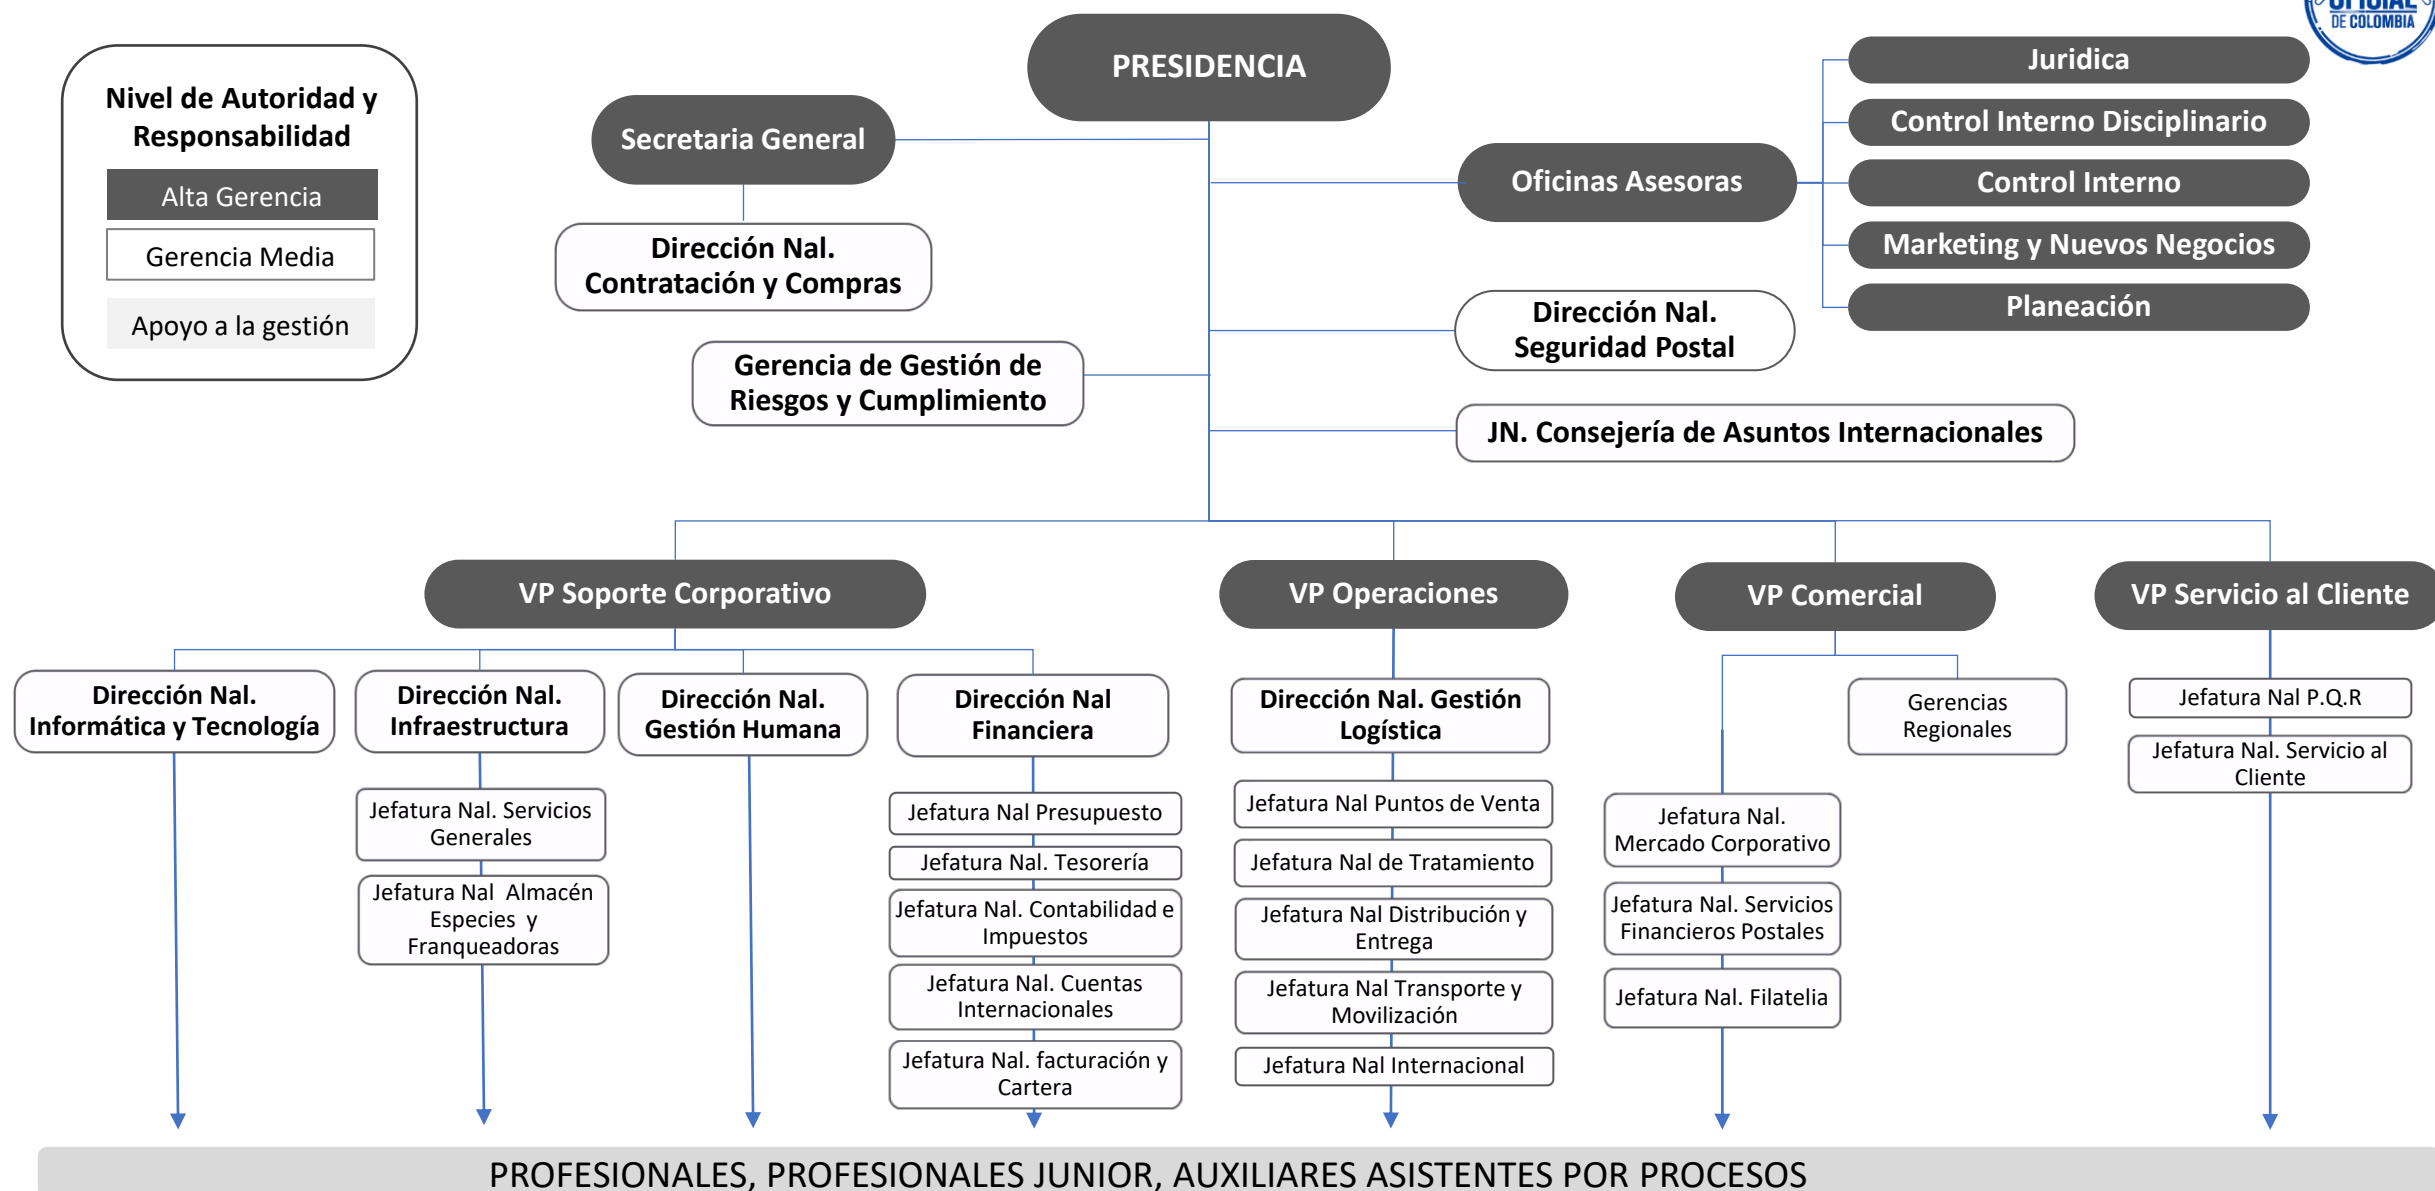 OFICIAL
DE COLOMBIA
PRESIDENCIA
Nivel de Autoridad y
Responsabilidad
Alta Gerencia
Gerencia Media
Apoyo a la gestión
Secretaria General
Dirección Nal.
Contratación y Compras
Gerencia de Gestión de
Riesgos y Cumplimiento
Oficinas Asesoras
Juridica
Control Interno Disciplinario
Control Interno
Marketing y Nuevos Negocios
Planeación
Dirección Nal.
Seguridad Postal
JN. Consejería de Asuntos Internacionales
VP Soporte Corporativo
VP Operaciones
VP Comercial
VP Servicio al Cliente
Dirección Nal.
Informática y Tecnología
Dirección Nal.
Infraestructura
Jefatura Nal. Servicios
Generales
Jefatura Nal  Almacén
Especies  y
Franqueadoras
Dirección Nal.
Gestión Humana
Dirección Nal
Financiera
Jefatura Nal Presupuesto
Jefatura Nal. Tesorería
Jefatura Nal. Contabilidad e
Impuestos
Jefatura Nal. Cuentas
Internacionales
Jefatura Nal. facturación y
Cartera
Dirección Nal. Gestión
Logística
Jefatura Nal Puntos de Venta
Jefatura Nal de Tratamiento
Jefatura Nal Distribución y
Entrega
Jefatura Nal Transporte y
Movilización
Jefatura Nal Internacional
Gerencias
Regionales
Jefatura Nal.
Mercado Corporativo
Jefatura Nal. Servicios
Financieros Postales
Jefatura Nal. Filatelia
Jefatura Nal P.Q.R
Jefatura Nal. Servicio al
Cliente
PROFESIONALES, PROFESIONALES JUNIOR, AUXILIARES ASISTENTES POR PROCESOS